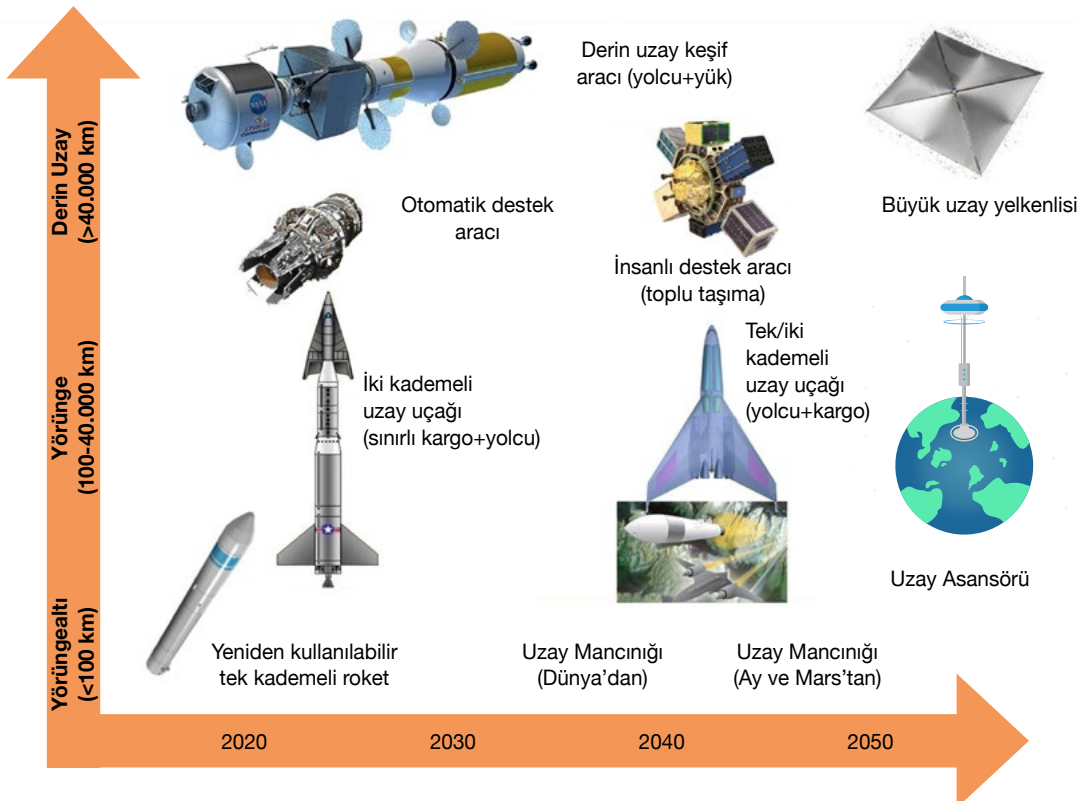 Derin uzay keşif
aracı (yolcu+yük)
Derin Uzay
(>40.000 km)
NASA
Otomatik destek
aracı
Büyük uzay yelkenlisi
İnsanlı destek aracı
(toplu taşıma)
Yörünge
(100-40.000 km)
İki kademeli
uzay uçağı
(sınırlı kargo+yolcu)
Tek/iki
kademeli
uzay uçağı
(yolcu+kargo)
Uzay Asansörü
Yörüngealtı
(<100 km)
Yeniden kullanılabilir
tek kademeli roket
Uzay Mancınığı
(Dünya’dan)
Uzay Mancınığı
(Ay ve Mars’tan)
2020
2030
2040
2050